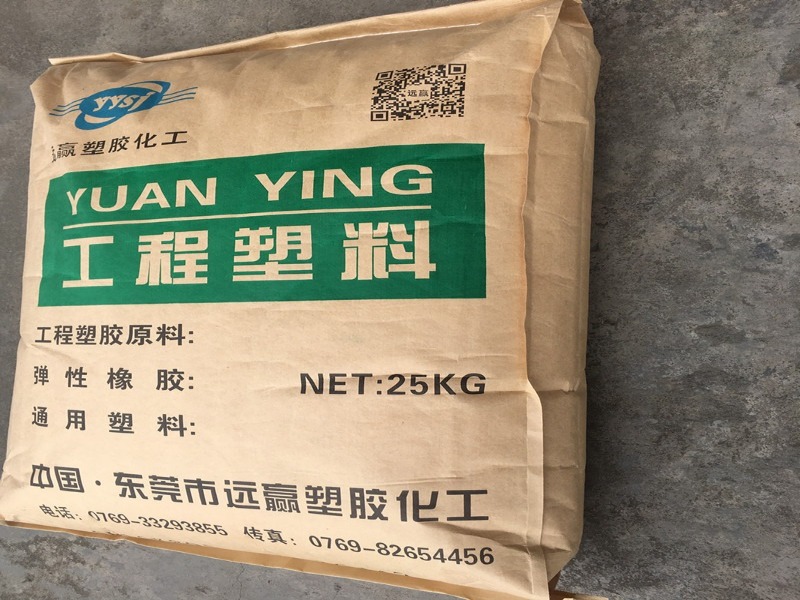 yysj
远赢
远赢塑胶化工
YUAN YING
工程塑料
工程塑胶原料:
弹性橡胶:
NET:25KG
通用塑料:
中国·东莞市远赢塑胶化工
电话: 0769-33293855 传真: 0769-82654456